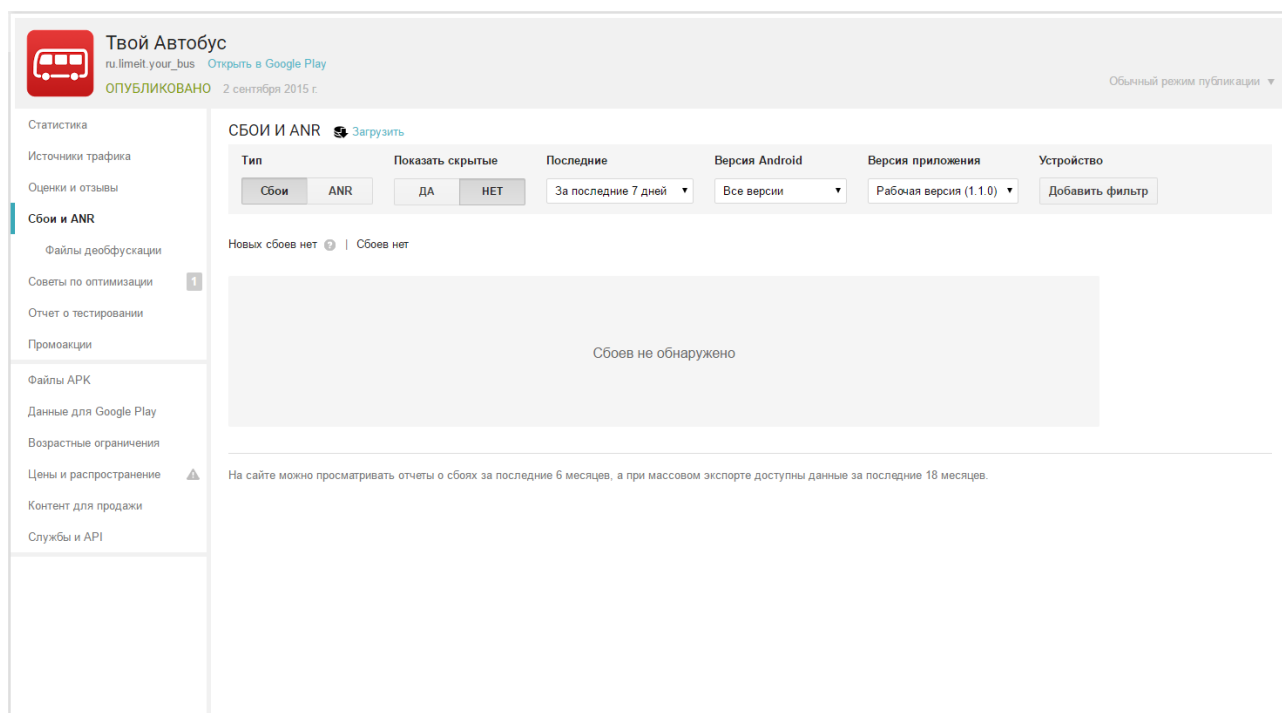 Твой Автобус
ru.limeit.your_bus Открыть в Google Play
ОПУБЛИКОВАНО 2 сентября 2015 г.
Обычный режим публикации ▼
Статистика
Источники трафика
Оценки и отзывы
Сбои и ANR
Файлы деобфускации
Советы по оптимизации 1
Отчет о тестировании
Промоакции
Файлы APK
Данные для Google Play
Возрастные ограничения
Цены и распространение
Контент для продажи
Службы и API
СБОИ И ANR Загрузить
Тип Показать скрытые Последние Версия Android Версия приложения Устройство
Сбои ANR ДА НЕТ За последние 7 дней ▼ Все версии ▼ Рабочая версия (1.1.0) ▼ Добавить фильтр
Новых сбоев нет ? | Сбоев нет
Сбоев не обнаружено
На сайте можно просматривать отчеты о сбоях за последние 6 месяцев, а при массовом экспорте доступны данные за последние 18 месяцев.